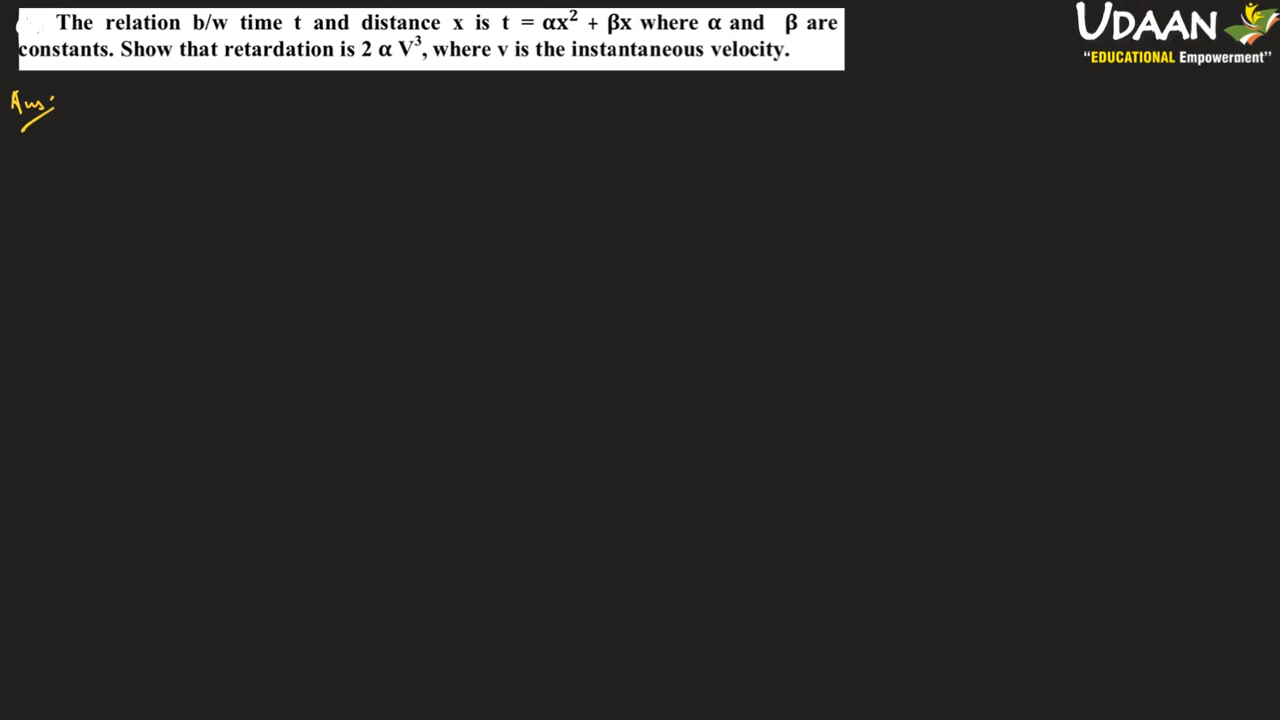 The relation b/w time t and distance x is t = αx² + βx where α and β are
constants. Show that retardation is 2 α V³, where v is the instantaneous velocity.
UDAAN
“EDUCATIONAL Empowerment”
Ans: